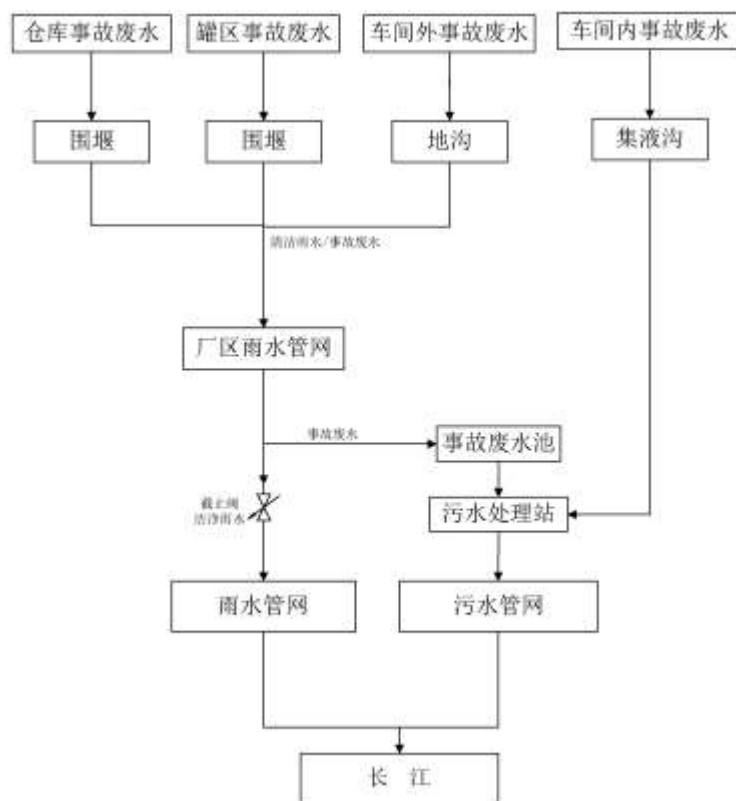 仓库事故废水
罐区事故废水
车间外事故废水
车间内事故废水
围堰
围堰
地沟
集液沟
清洁雨水/事故废水
厂区雨水管网
事故废水
事故废水池
截止阀
洁净雨水
污水处理站
雨水管网
污水管网
长 江